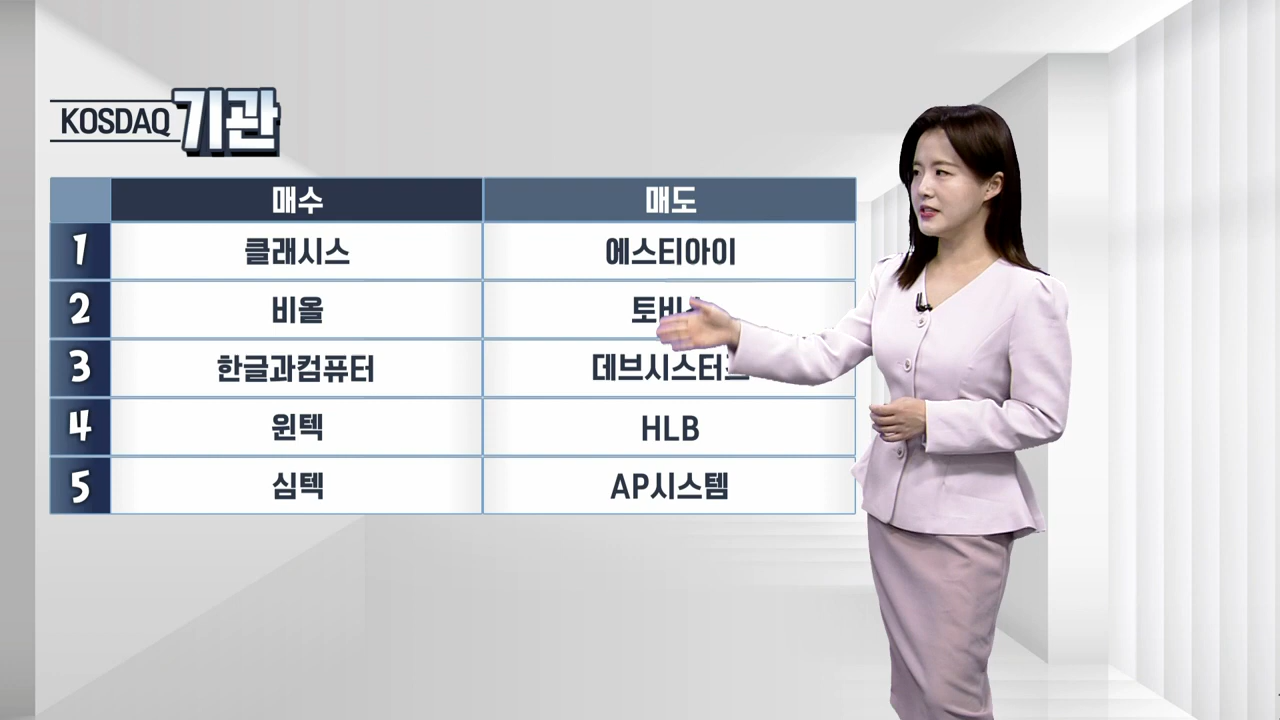 KOSDAQ 기관
매수 매도
1 클래시스 에스티아이
2 비올
3 한글과컴퓨터
4 윈텍 HLB
5 심텍 AP시스템